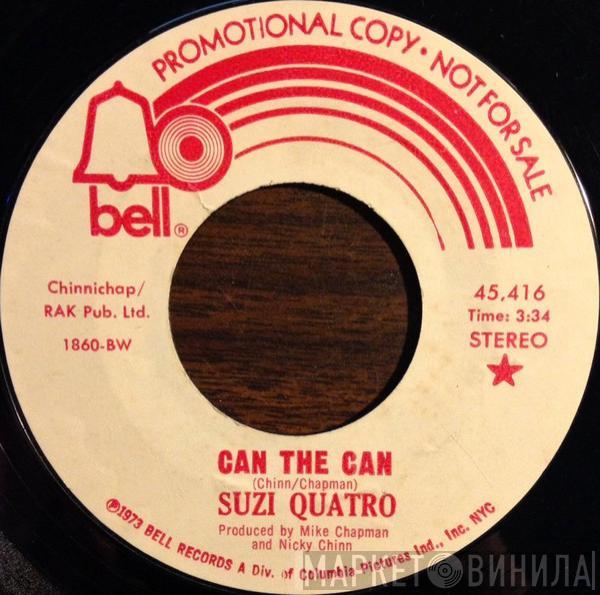 PROMOTIONAL COPY • NOT FOR SALE
bell®
Chinnichap/
RAK Pub. Ltd.
1860-BW
45,416
Time: 3:34
STEREO
CAN THE CAN
(Chinn/Chapman)
SUZI QUATRO
Produced by Mike Chapman
and Nicky Chinn
℗1973 BELL RECORDS A Div. of Columbia Pictures Ind., Inc. NYC
МАРКЕТ ВИНИЛА